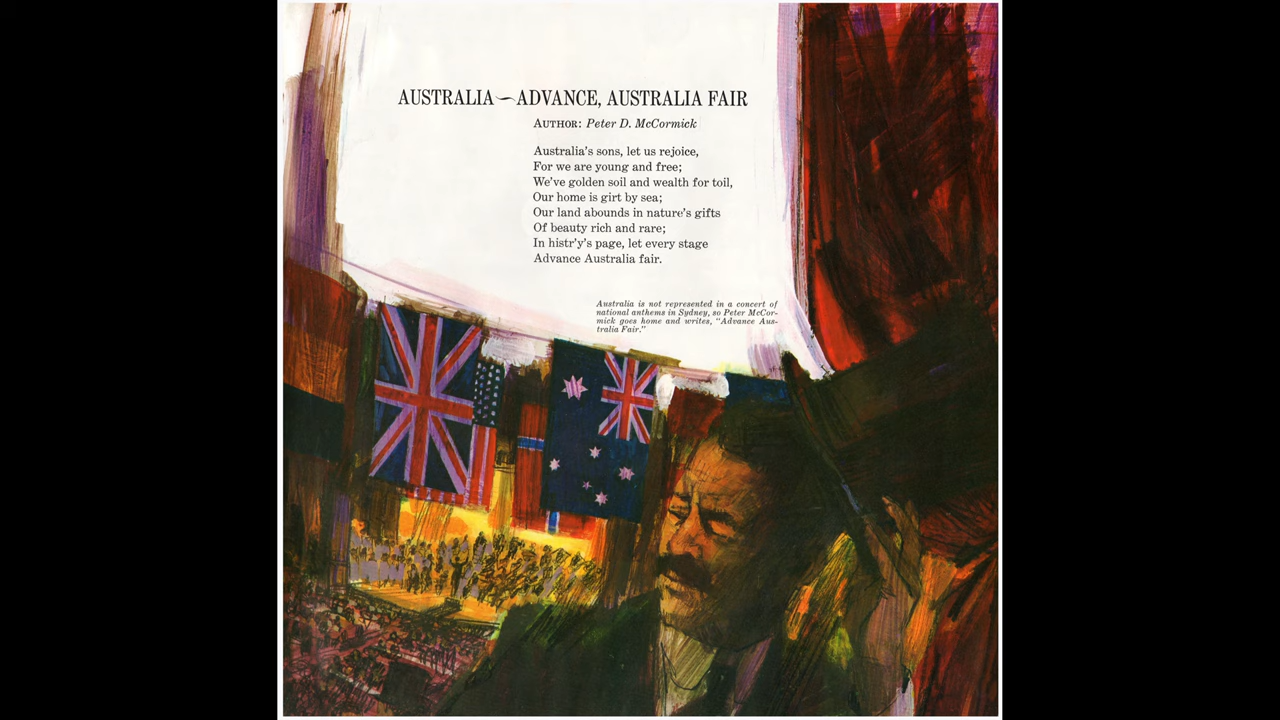 AUSTRALIA~ADVANCE, AUSTRALIA FAIR
AUTHOR: Peter D. McCormick
Australia's sons, let us rejoice,
For we are young and free;
We've golden soil and wealth for toil,
Our home is girt by sea;
Our land abounds in nature's gifts
Of beauty rich and rare;
In histr'y's page, let every stage
Advance Australia fair.
Australia is not represented in a concert of
national anthems in Sydney, so Peter McCor-
mick goes home and writes, "Advance Aus-
tralia Fair."